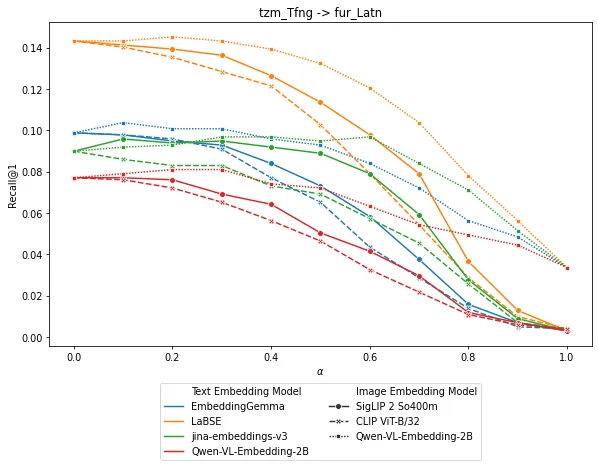 tzm_Tfng -> fur_Latn
Recall@1
0.14
0.12
0.10
0.08
0.06
0.04
0.02
0.00
0.0 0.2 0.4 0.6 0.8 1.0
α
Text Embedding Model Image Embedding Model
EmbeddingGemma SigLIP 2 So400m
LaBSE CLIP ViT-B/32
jina-embeddings-v3 Qwen-VL-Embedding-2B
Qwen-VL-Embedding-2B